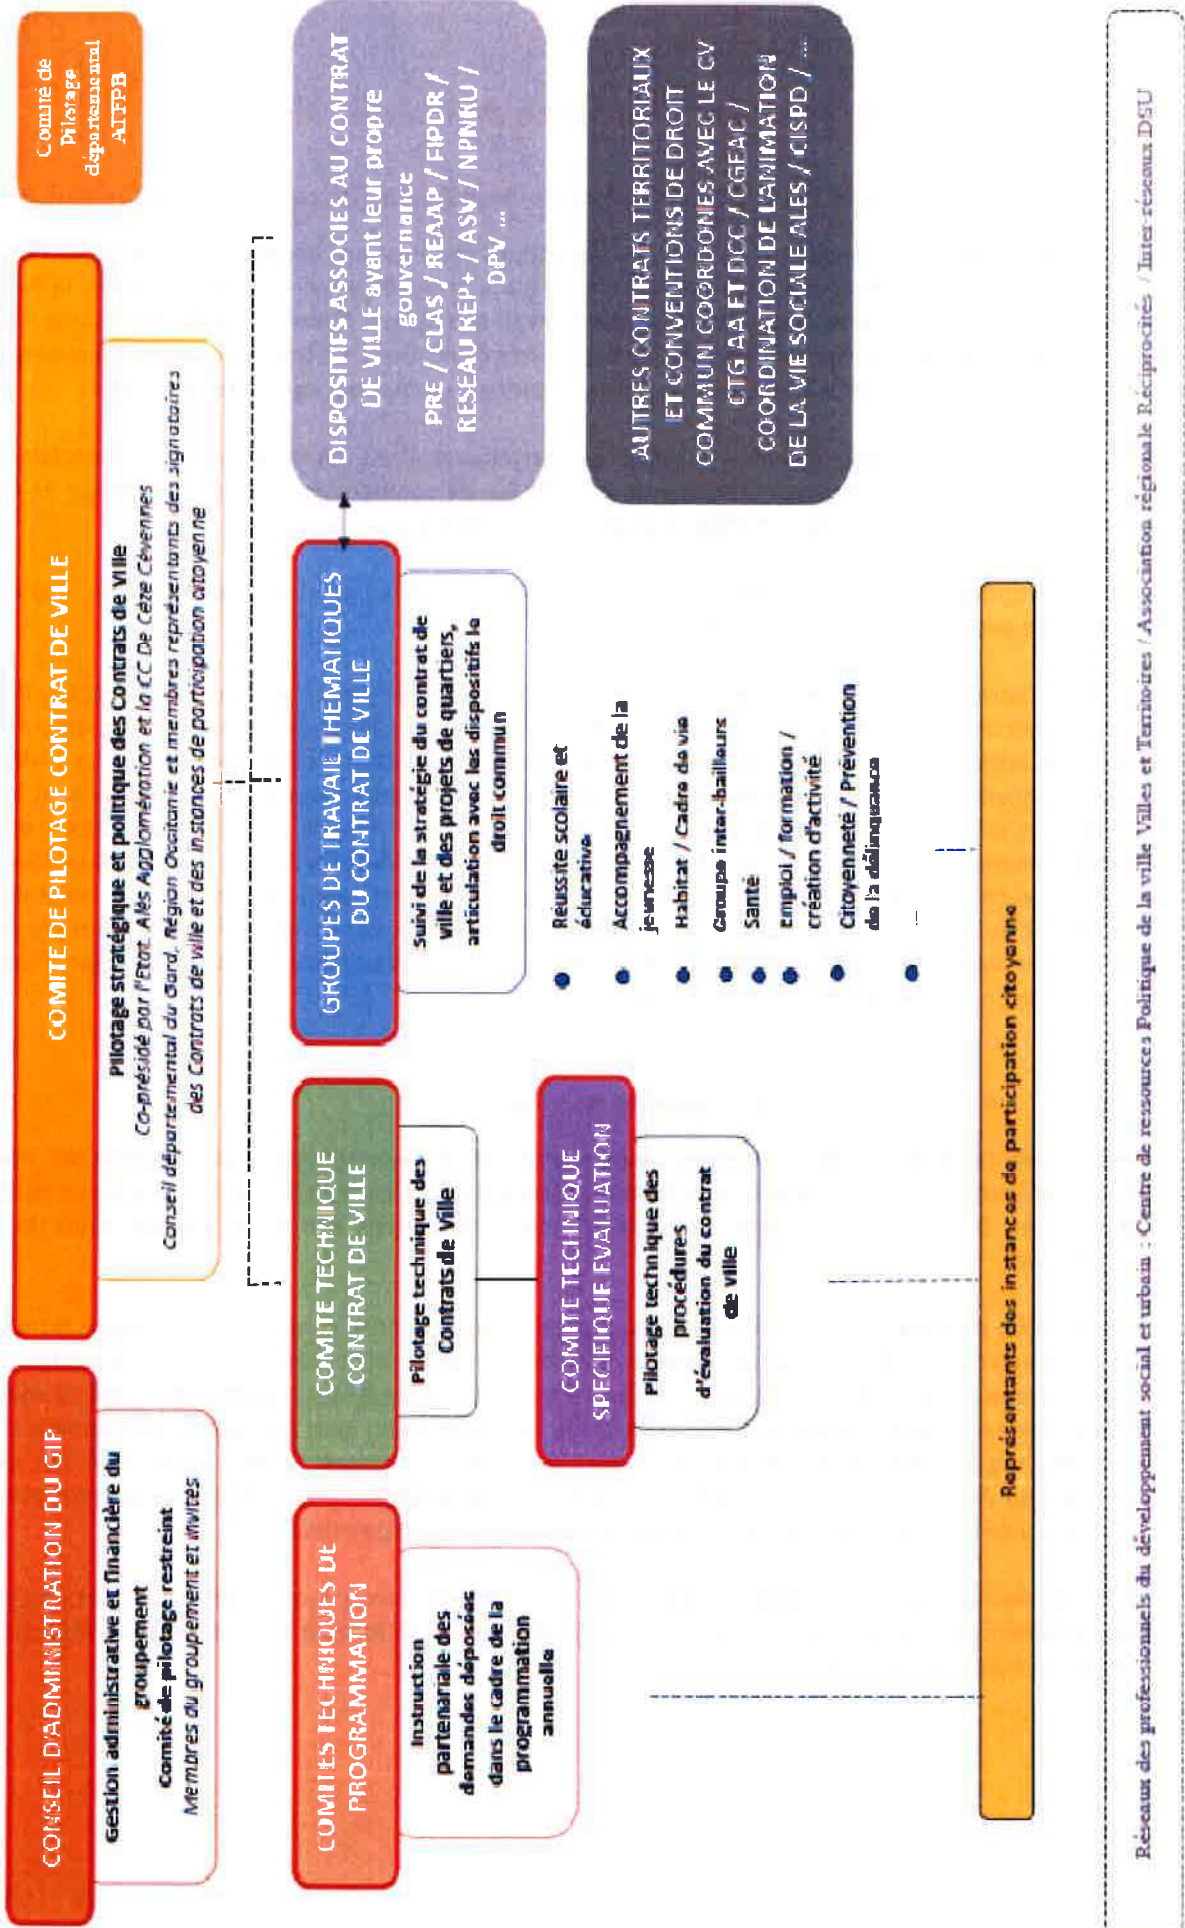 CONSEIL D'ADMINISTRATION DU GIP
Gestion administrative et financière du
groupement
Comité de pilotage restreint
Membres du groupement et invités
COMITE DE PILOTAGE CONTRAT DE VILLE
Pilotage stratégique et politique des Contrats de Ville
Co-présidé par l'Etat, Alès Agglomération et la CC De Cèze Cévennes
Conseil départemental du Gard, Région Occitanie et membres représentants des signataires
des Contrats de ville et des instances de participation citoyenne
Comité de
Pilotage
départemental
ATFPB
COMITES TECHNIQUES DE
PROGRAMMATION
Instruction
partenariale des
demandes déposées
dans le cadre de la
programmation
annuelle
COMITE TECHNIQUE
CONTRAT DE VILLE
Pilotage technique des
Contrats de Ville
COMITE TECHNIQUE
SPECIFIQUE EVALUATION
Pilotage technique des
procédures
d'évaluation du contrat
de ville
GROUPES DE TRAVAIL THEMATIQUES
DU CONTRAT DE VILLE
Suivi de la stratégie du contrat de
ville et des projets de quartiers,
articulation avec les dispositifs le
droit commun
Réussite scolaire et
éducative
Accompagnement de la
jeunesse
Habitat / Cadre de vie
Groupe inter-bailleurs
Santé
Emploi / formation /
création d'activité
Citoyenneté / Prévention
de la délinquance
...
DISPOSITIFS ASSOCIES AU CONTRAT
DE VILLE ayant leur propre
gouvernance
PRE / CLAS / REAAP / FIPDR /
RESEAU REP+ / ASV / NPNRU /
DPV ...
AUTRES CONTRATS TERRITORIAUX
ET CONVENTIONS DE DROIT
COMMUN COORDONES AVEC LE CV
CTG AA ET DCC / CGEAC /
COORDINATION DE L'ANIMATION
DE LA VIE SOCIALE ALES / CISPD / ...
Représentants des instances de participation citoyenne
Réseaux des professionnels du développement social et urbain : Centre de ressources Politique de la ville Villes et Territoires / Association régionale Réciprocités / Inter-réseaux DSU